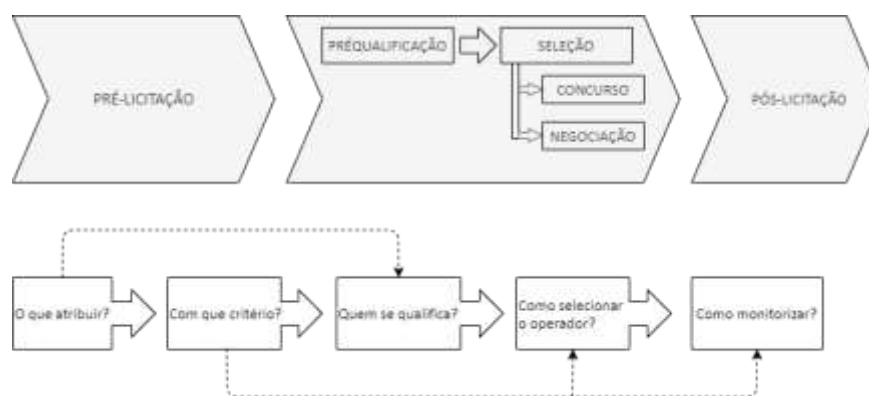 PRÉQUALIFICAÇÃO
SELEÇÃO
PRÉ-LICITAÇÃO
CONCURSO
PÓS-LICITAÇÃO
NEGOCIAÇÃO
O que atribuir?
Com que critério?
Quem se qualifica?
Como selecionar
o operador?
Como monitorizar?